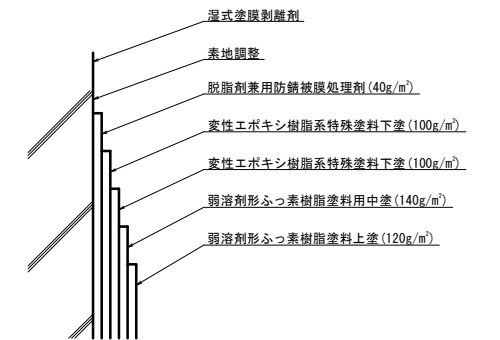 湿式塗膜剥離剤
素地調整
脱脂剤兼用防錆被膜処理剤(40g/㎡)
変性エポキシ樹脂系特殊塗料下塗(100g/㎡)
変性エポキシ樹脂系特殊塗料下塗(100g/㎡)
弱溶剤形ふっ素樹脂塗料用中塗(140g/㎡)
弱溶剤形ふっ素樹脂塗料上塗(120g/㎡)